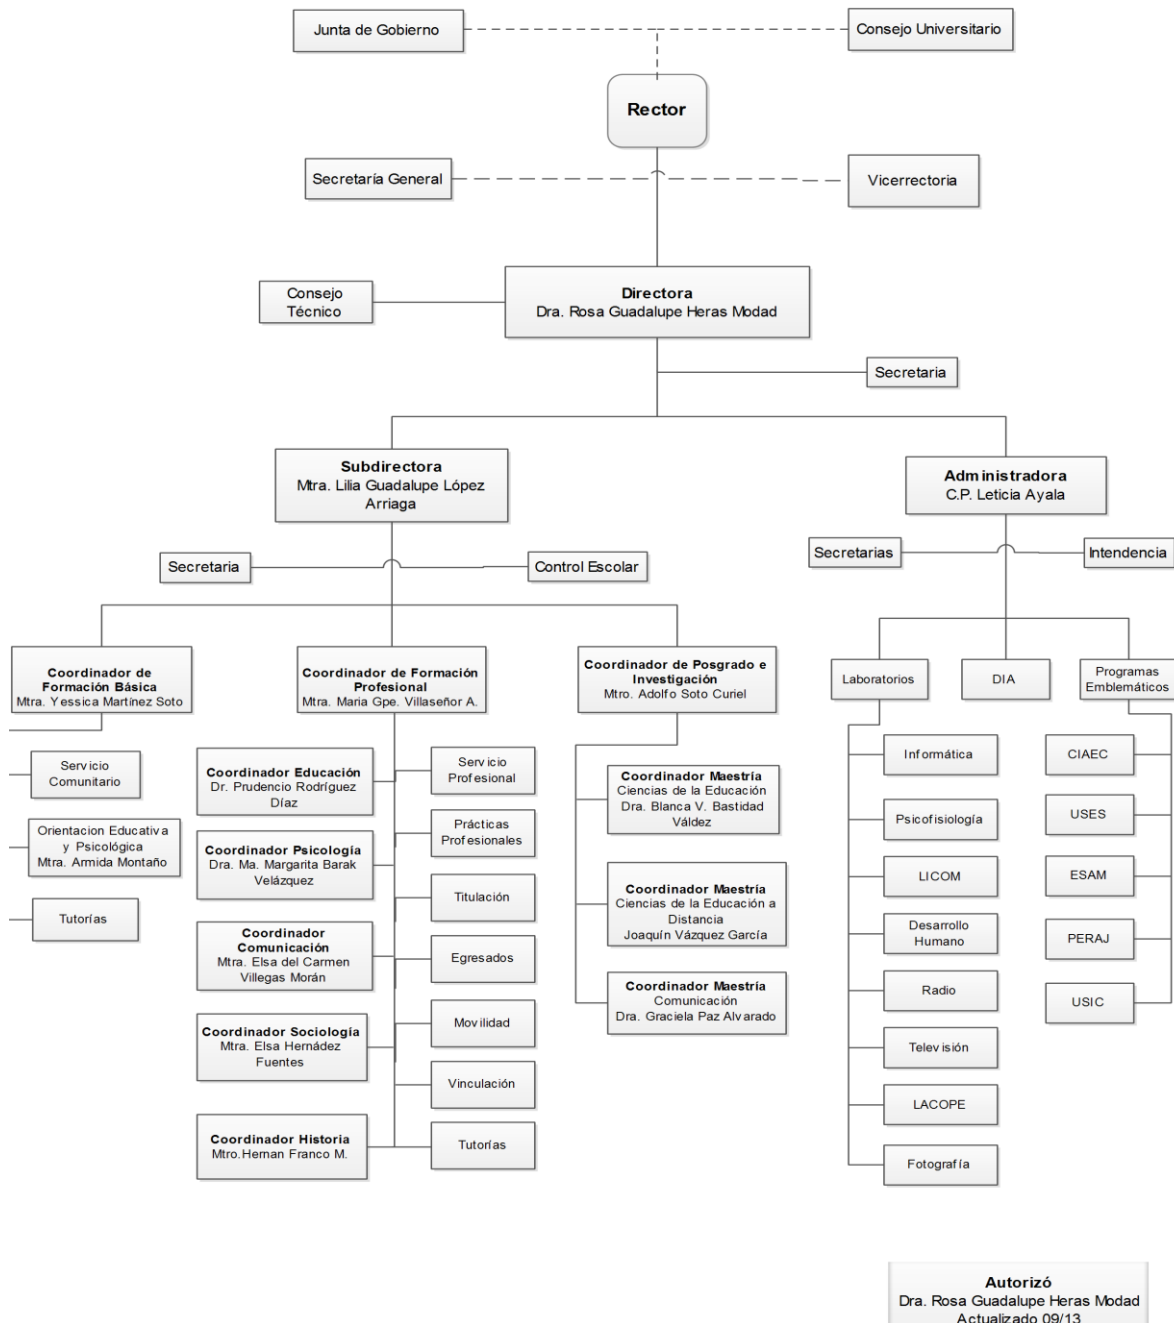 Junta de Gobierno
Consejo Universitario
Rector
Secretaría General
Vicerrectoria
Consejo
Técnico
Directora
Dra. Rosa Guadalupe Heras Modad
Secretaria
Subdirectora
Mtra. Lilia Guadalupe López
Arriaga
Administradora
C.P. Leticia Ayala
Secretaria
Control Escolar
Secretarias
Intendencia
Coordinador de
Formación Básica
Mtra. Yessica Martínez Soto
Coordinador de Formación
Profesional
Mtra. Maria Gpe. Villaseñor A.
Coordinador de Posgrado e
Investigación
Mtro. Adolfo Soto Curiel
Laboratorios
DIA
Programas
Emblemáticos
Servicio
Comunitario
Orientacion Educativa
y Psicológica
Mtra. Armida Montaño
Tutorías
Coordinador Educación
Dr. Prudencio Rodríguez
Díaz
Coordinador Psicología
Dra. Ma. Margarita Barak
Velázquez
Coordinador
Comunicación
Mtra. Elsa del Carmen
Villegas Morán
Coordinador Sociología
Mtra. Elsa Hernádez
Fuentes
Coordinador Historia
Mtro.Hernan Franco M.
Servicio
Profesional
Prácticas
Profesionales
Titulación
Egresados
Movilidad
Vinculación
Tutorías
Coordinador Maestría
Ciencias de la Educación
Dra. Blanca V. Bastidad
Váldez
Coordinador Maestría
Ciencias de la Educación a
Distancia
Joaquín Vázquez García
Coordinador Maestría
Comunicación
Dra. Graciela Paz Alvarado
Informática
Psicofisiología
LICOM
Desarrollo
Humano
Radio
Televisión
LACOPE
Fotografía
CIAEC
USES
ESAM
PERAJ
USIC
Autorizó
Dra. Rosa Guadalupe Heras Modad
Actualizado 09/13